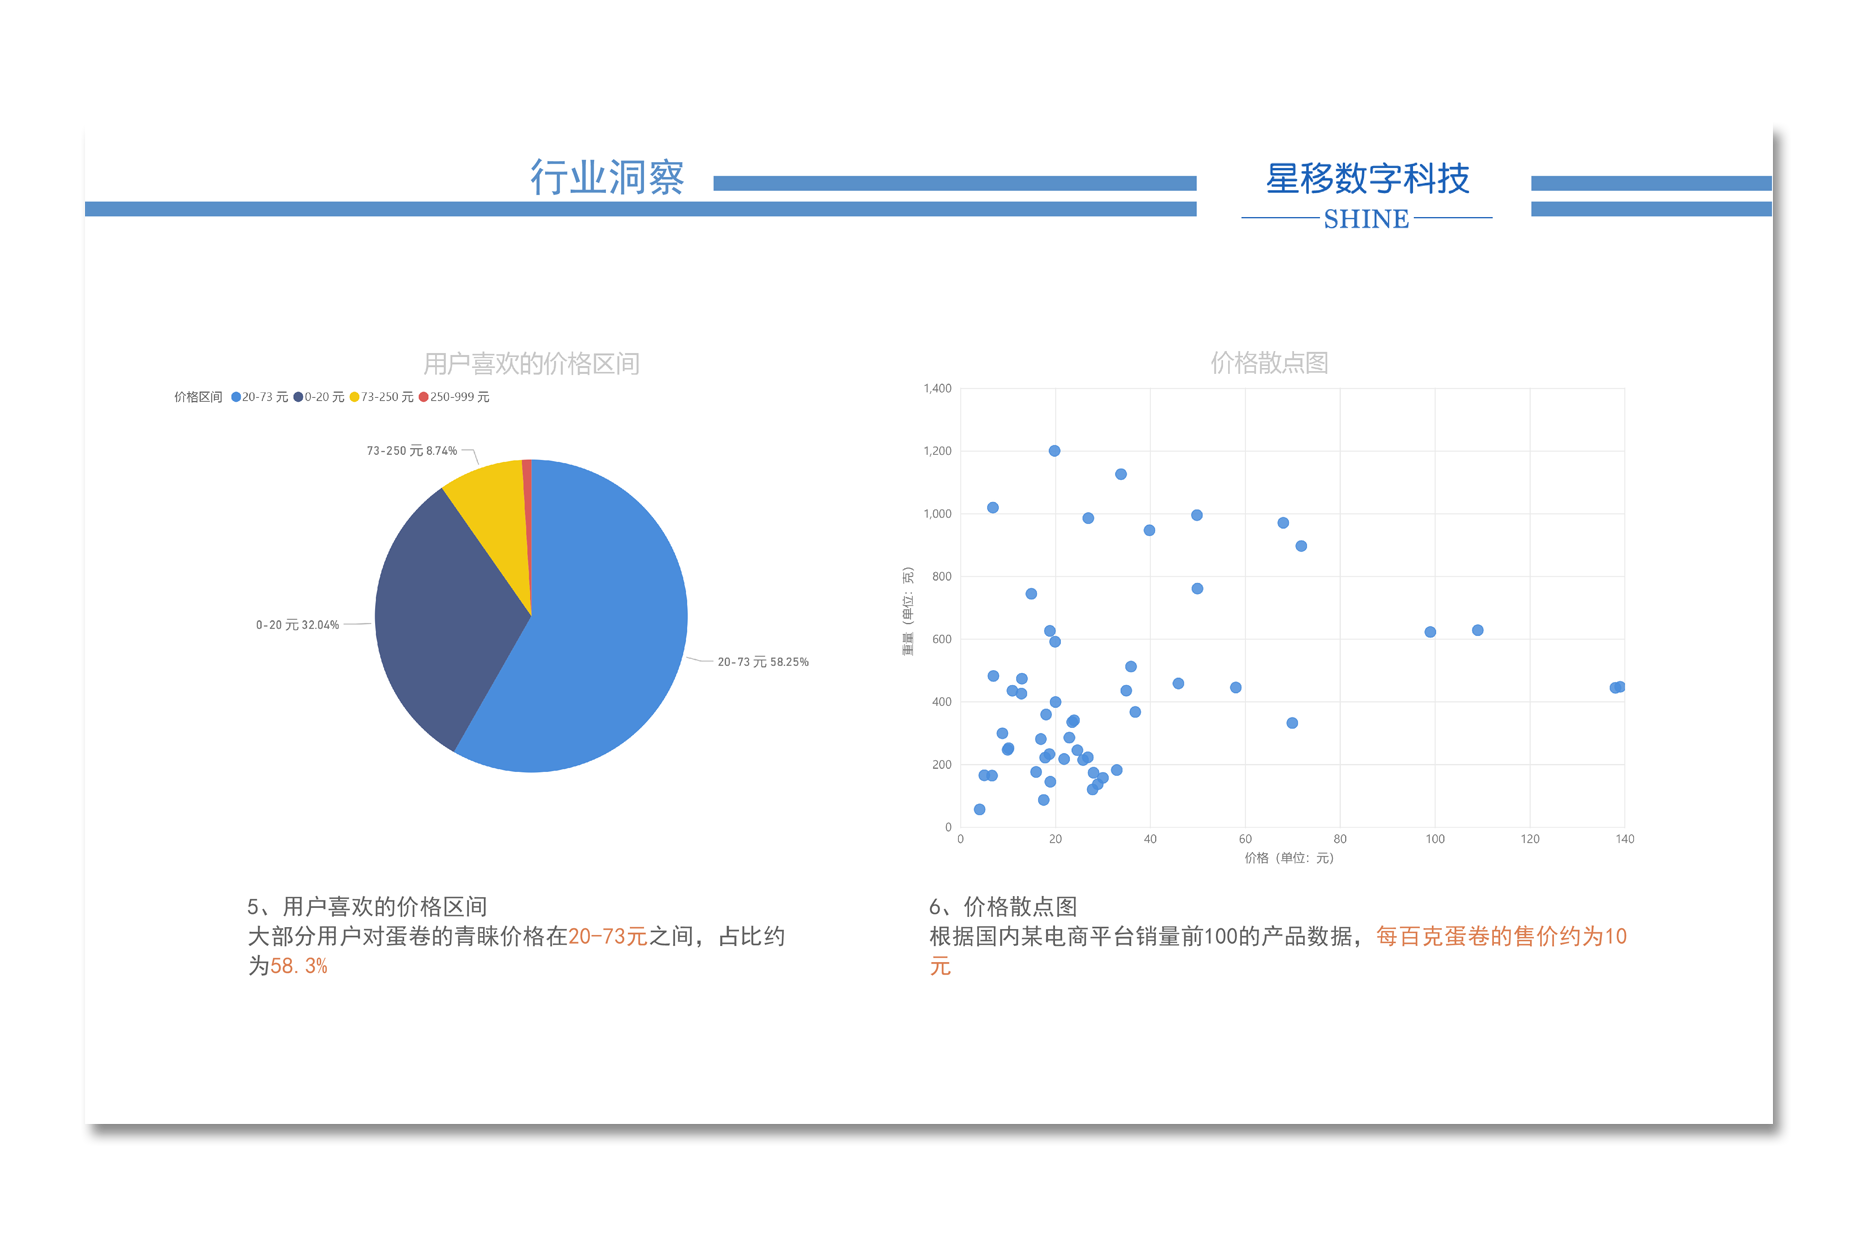 行业洞察
星移数字科技
SHINE
用户喜欢的价格区间
价格区间 20-73 元 0-20 元 73-250 元 250-999 元
73-250 元 8.74%
0-20 元 32.04%
20-73 元 58.25%
价格散点图
1,400
1,200
1,000
800
600
400
200
0
重量（单位：克）
0 20 40 60 80 100 120 140
价格（单位：元）
5、用户喜欢的价格区间
大部分用户对蛋卷的青睐价格在20-73元之间，占比约
为58.3%
6、价格散点图
根据国内某电商平台销量前100的产品数据，每百克蛋卷的售价约为10
元